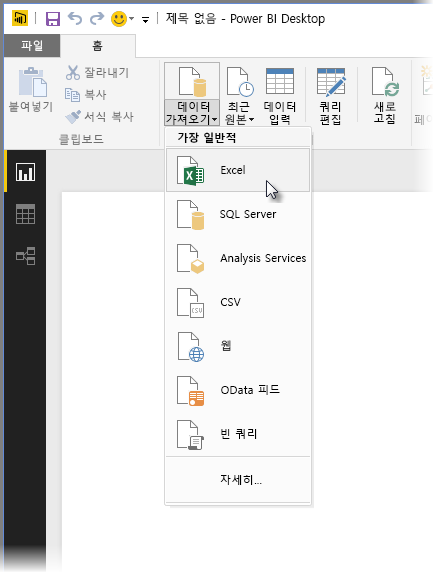 제목 없음 - Power BI Desktop
파일
홈
붙여넣기
잘라내기
복사
서식 복사
클립보드
데이터
가져오기
최근
원본
데이터
입력
쿼리
편집
새로
고침
가장 일반적
Excel
SQL Server
Analysis Services
CSV
웹
OData 피드
빈 쿼리
자세히...